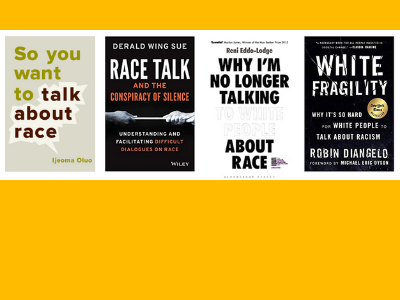 So you
want
to talk
about
race
Ijeoma Oluo
DERALD WING SUE
RACE TALK
AND THE
CONSPIRACY OF SILENCE
UNDERSTANDING AND
FACILITATING DIFFICULT
DIALOGUES ON RACE
WILEY
Reni Eddo-Lodge
WHY I'M
NO LONGER
TALKING
TO WHITE
PEOPLE
ABOUT
RACE
BLOOMSBURY
WHITE
FRAGILITY
WHY IT'S SO HARD
FOR WHITE PEOPLE TO
TALK ABOUT RACISM
ROBIN DIANGELO
FOREWORD BY MICHAEL ERIC DYSON